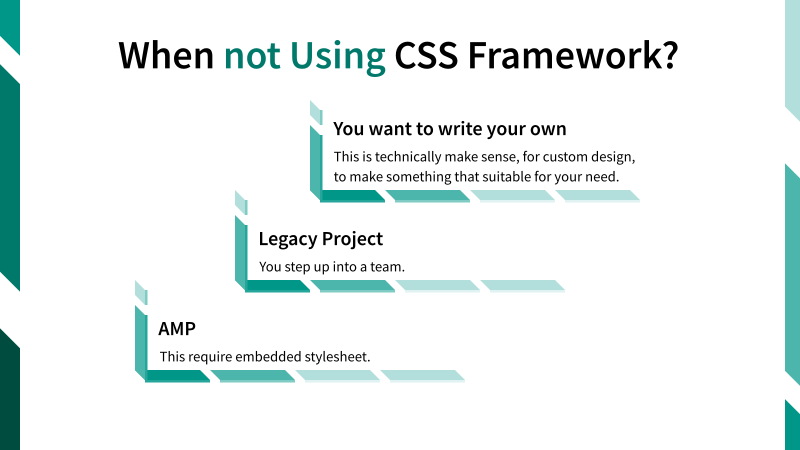 When not Using CSS Framework?
You want to write your own
This is technically make sense, for custom design,
to make something that suitable for your need.
Legacy Project
You step up into a team.
AMP
This require embedded stylesheet.